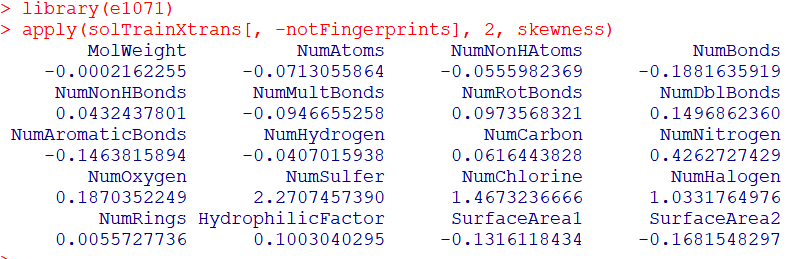 > library(e1071)
> apply(solTrainXtrans[, -notFingerprints], 2, skewness)
MolWeight NumAtoms NumNonHAtoms NumBonds
-0.0002162255 -0.0713055864 -0.0555982369 -0.1881635919
NumNonHBonds NumMultBonds NumRotBonds NumDblBonds
0.0432437801 -0.0946655258 0.0973568321 0.1496862360
NumAromaticBonds NumHydrogen NumCarbon NumNitrogen
-0.1463815894 -0.0407015938 0.0616443828 0.4262727429
NumOxygen NumSulfer NumChlorine NumHalogen
0.1870352249 2.2707457390 1.4673236666 1.0331764976
NumRings HydrophilicFactor SurfaceArea1 SurfaceArea2
0.0055727736 0.1003040295 -0.1316118434 -0.1681548297
>